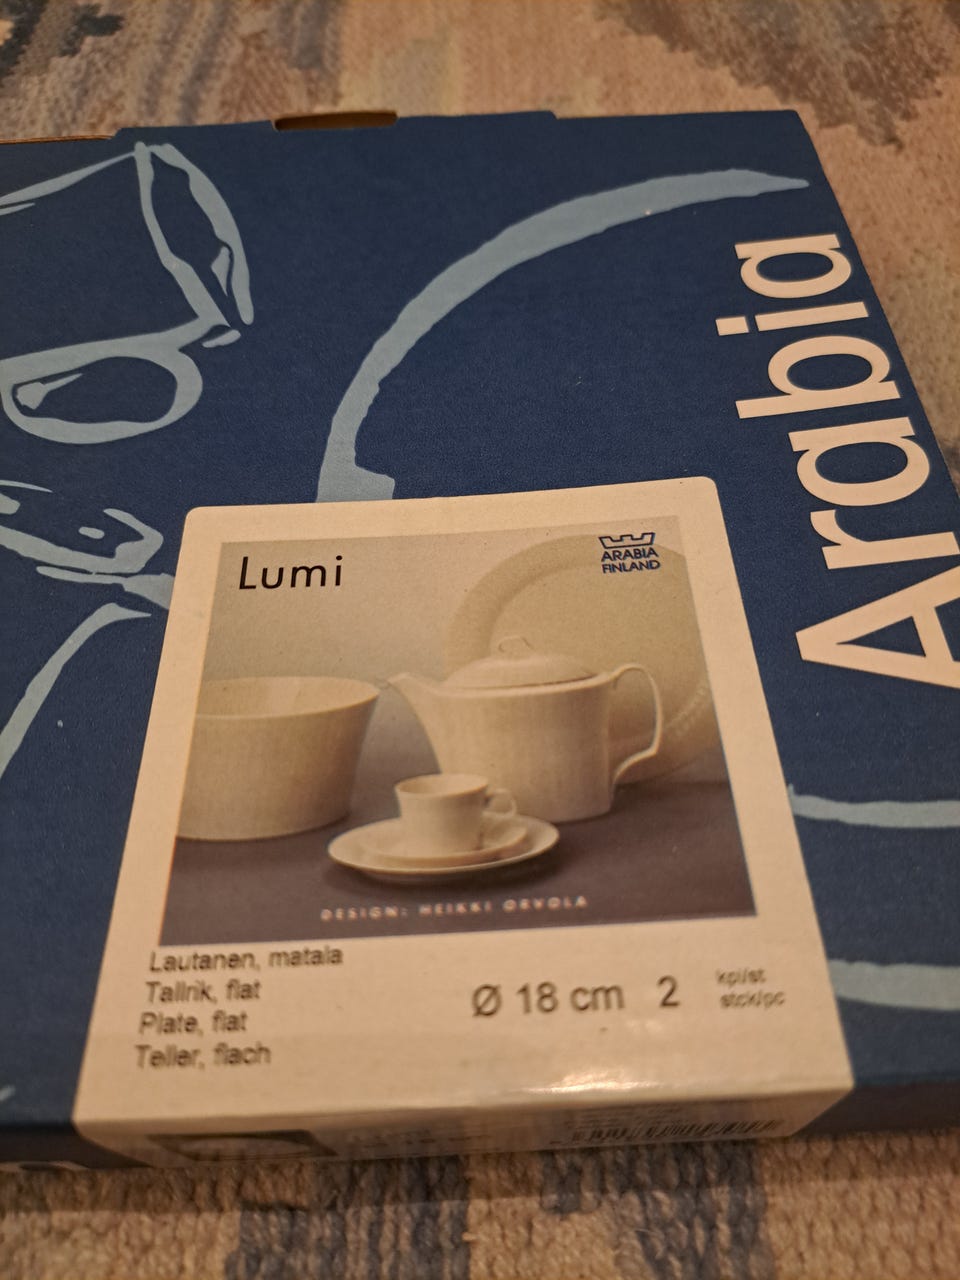 Arabia
Lumi
ARABIA
FINLAND
DESIGN: HEIKKI ORVOLA
Lautanen, matala
Tallrik, flat
Plate, flat
Teller, flach
Ø 18 cm 2 kpl/st
stck/pc